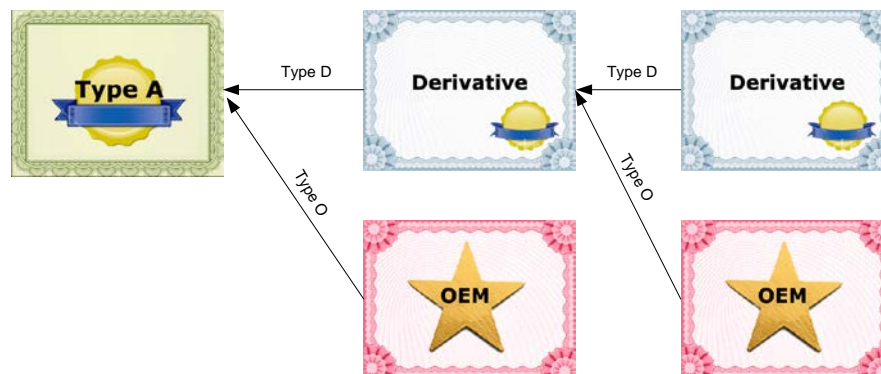 Type A
Type D
Derivative
Type D
Derivative
Type O
Type O
OEM
OEM